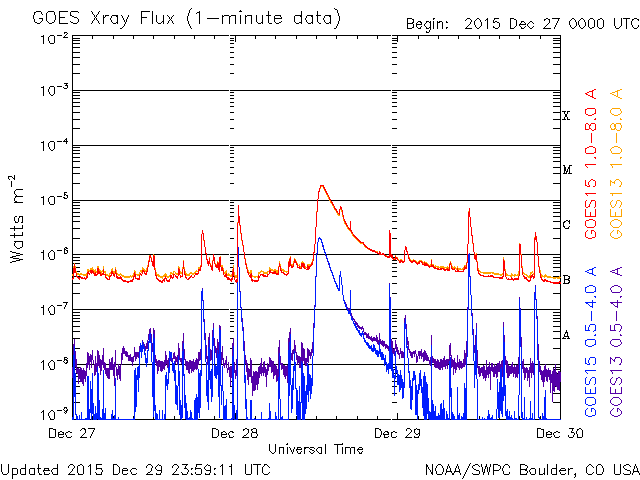 GOES Xray Flux (1-minute data)
Begin: 2015 Dec 27 0000 UTC
10-2
10-3
10-4
10-5
10-6
10-7
10-8
10-9
Watts m-2
X
M
C
B
A
GOES15 1.0-8.0 A
GOES13 1.0-8.0 A
GOES15 0.5-4.0 A
GOES13 0.5-4.0 A
Dec 27
Dec 28
Dec 29
Dec 30
Universal Time
Updated 2015 Dec 29 23:59:11 UTC
NOAA/SWPC Boulder, CO USA